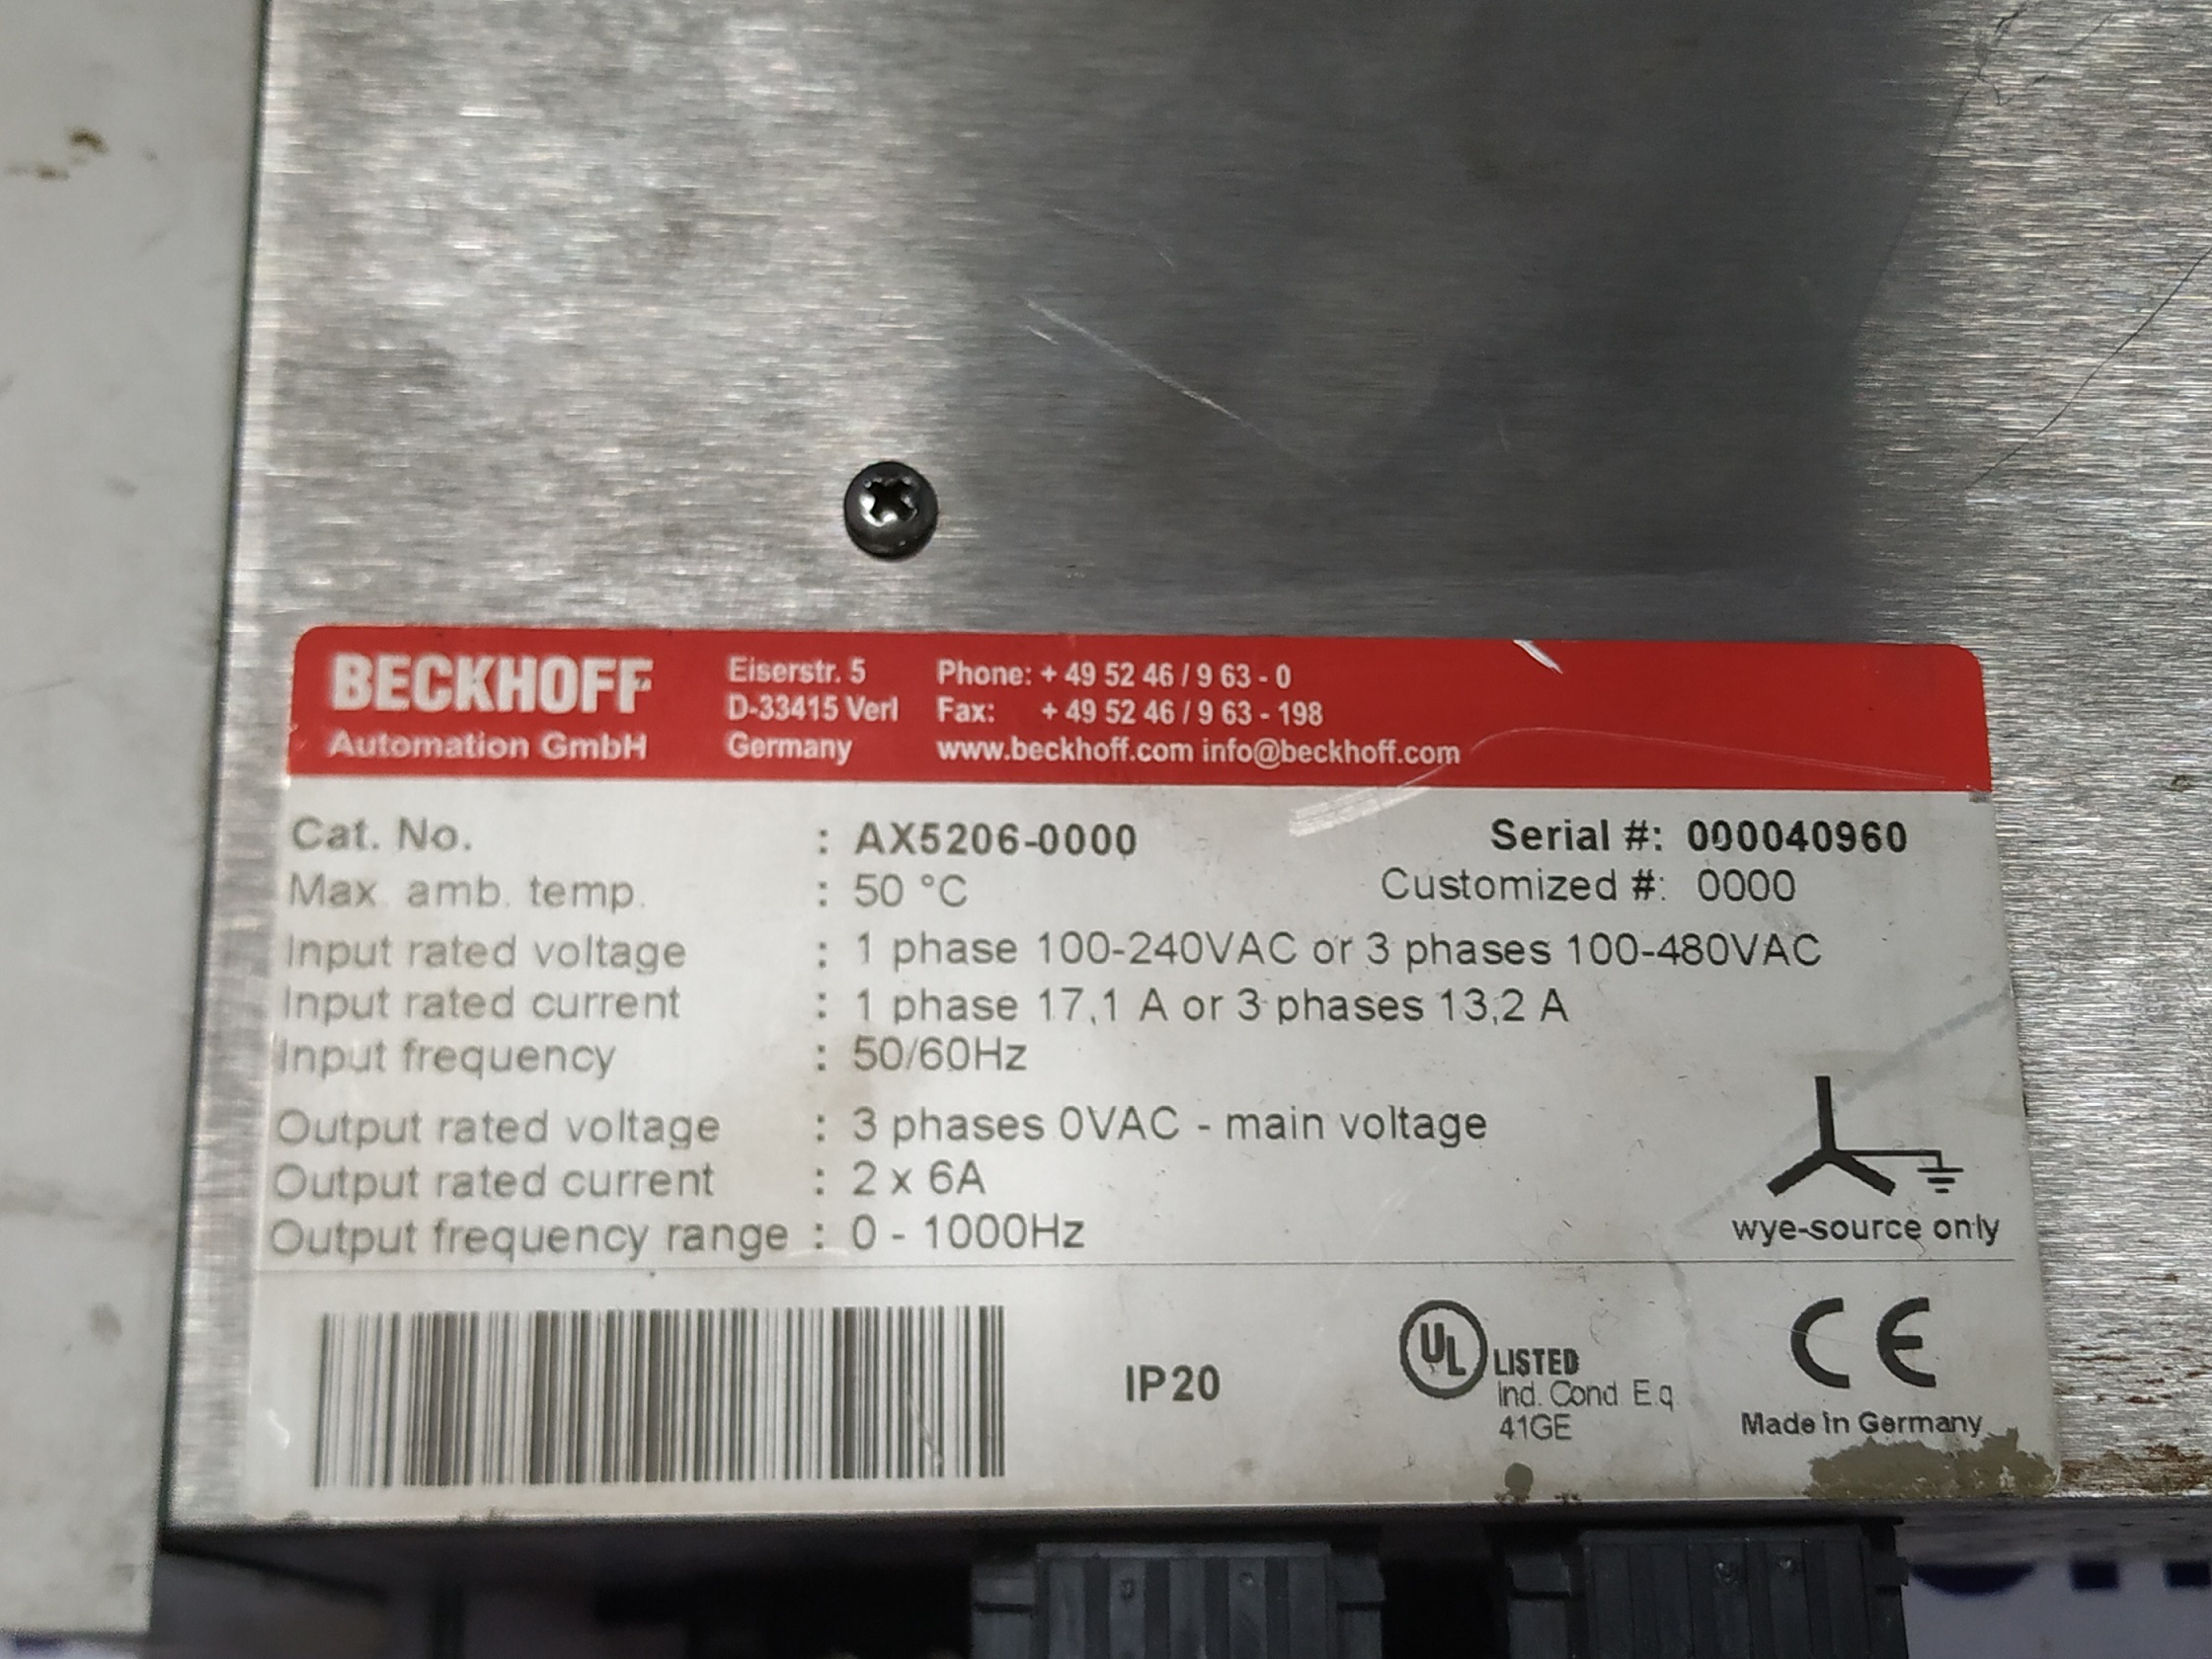 BECKHOFF
Automation GmbH
Eiserstr. 5
D-33415 Verl
Germany
Phone: + 49 52 46 / 9 63 - 0
Fax: + 49 52 46 / 9 63 - 198
www.beckhoff.com info@beckhoff.com
Cat. No. : AX5206-0000 Serial #: 000040960
Max. amb. temp. : 50 °C Customized #: 0000
Input rated voltage : 1 phase 100-240VAC or 3 phases 100-480VAC
Input rated current : 1 phase 17,1 A or 3 phases 13,2 A
Input frequency : 50/60Hz
Output rated voltage : 3 phases 0VAC - main voltage
Output rated current : 2 x 6A
Output frequency range : 0 - 1000Hz
wye-source only
IP20
UL LISTED
Ind. Cond Eq
41GE
CE
Made in Germany